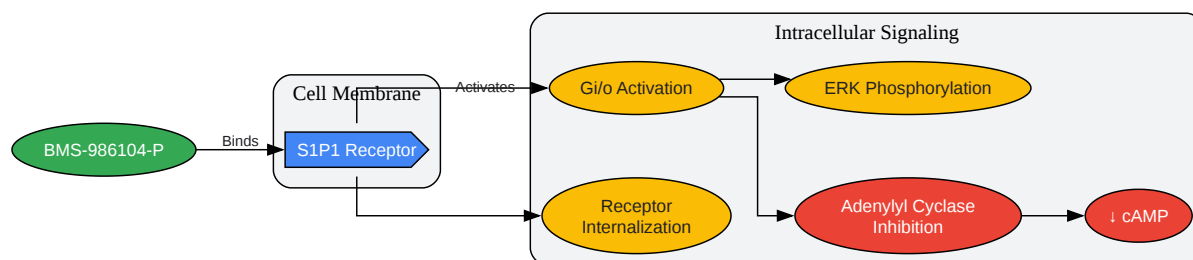 Intracellular Signaling
Cell Membrane
Activates
Gi/o Activation
ERK Phosphorylation
BMS-986104-P
Binds
S1P1 Receptor
Receptor
Internalization
Adenylyl Cyclase
Inhibition
↓ cAMP